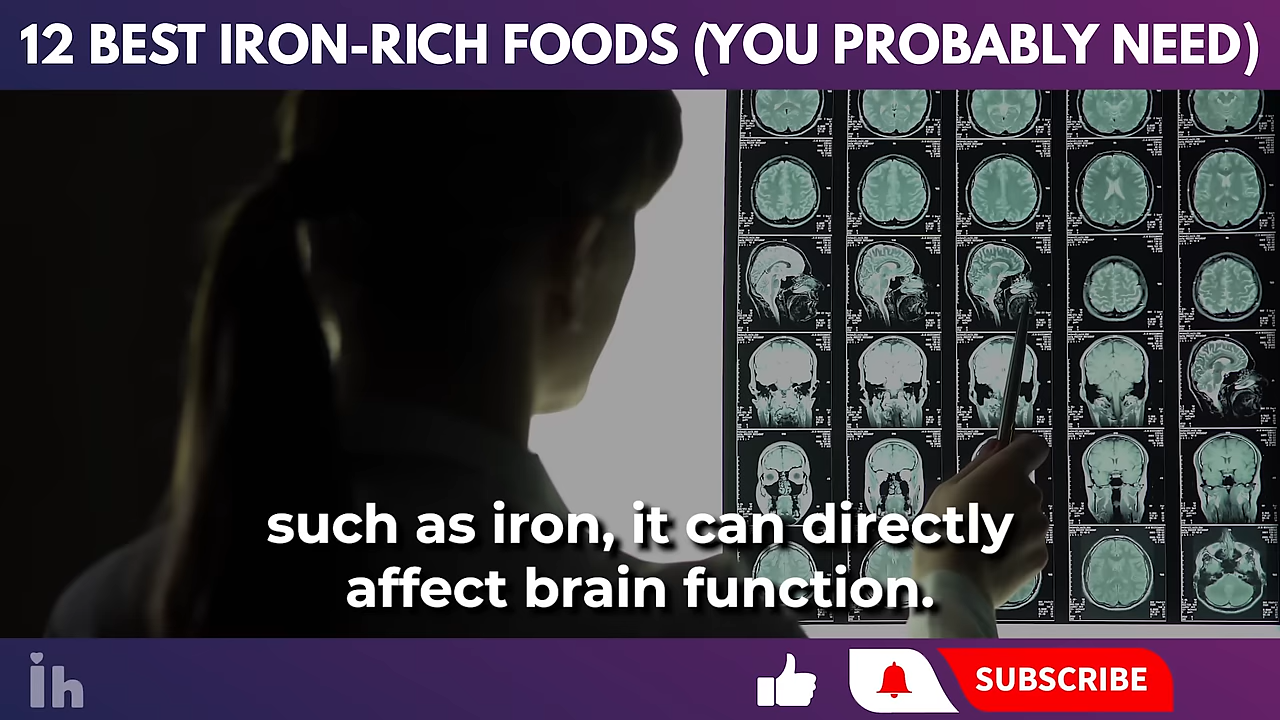 12 BEST IRON-RICH FOODS (YOU PROBABLY NEED)
such as iron, it can directly
affect brain function.
ih
SUBSCRIBE